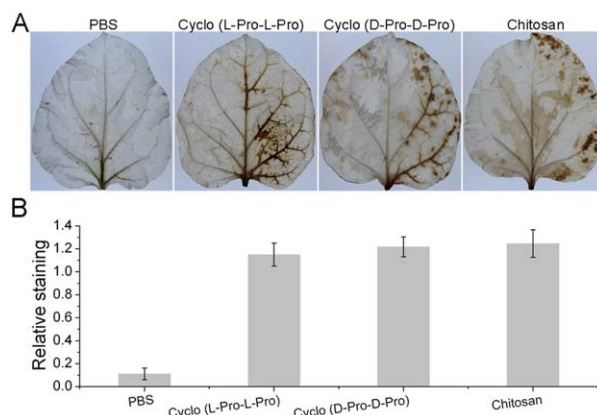 A
PBS Cyclo (L-Pro-L-Pro) Cyclo (D-Pro-D-Pro) Chitosan
B
Relative staining
1.4
1.2
1.0
0.8
0.6
0.4
0.2
0.0
PBS Cyclo (L-Pro-L-Pro) Cyclo (D-Pro-D-Pro) Chitosan